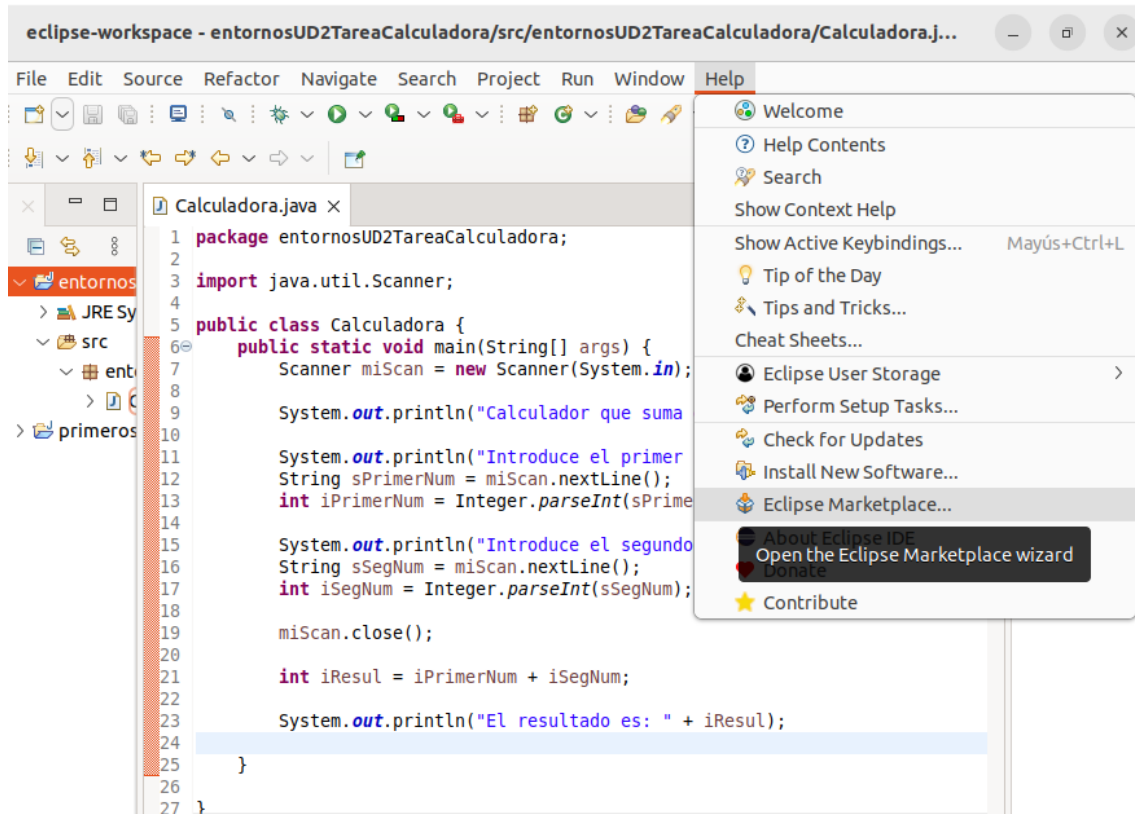 eclipse-workspace - entornosUD2TareaCalculadora/src/entornosUD2TareaCalculadora/Calculadora.j...
File Edit Source Refactor Navigate Search Project Run Window Help
Welcome
Help Contents
Search
Show Context Help
Show Active Keybindings... Mayús+Ctrl+L
Tip of the Day
Tips and Tricks...
Cheat Sheets...
Eclipse User Storage
Perform Setup Tasks...
Check for Updates
Install New Software...
Eclipse Marketplace...
About Eclipse IDE
Open the Eclipse Marketplace wizard
Donate
Contribute
entornos
JRE Sy
src
ent
primeros
Calculadora.java
1 package entornosUD2TareaCalculadora;
2
3 import java.util.Scanner;
4
5 public class Calculadora {
6 public static void main(String[] args) {
7 Scanner miScan = new Scanner(System.in);
8
9 System.out.println("Calculador que suma
10
11 System.out.println("Introduce el primer
12 String sPrimerNum = miScan.nextLine();
13 int iPrimerNum = Integer.parseInt(sPrime
14
15 System.out.println("Introduce el segundo
16 String sSegNum = miScan.nextLine();
17 int iSegNum = Integer.parseInt(sSegNum);
18
19 miScan.close();
20
21 int iResul = iPrimerNum + iSegNum;
22
23 System.out.println("El resultado es: " + iResul);
24
25 }
26
27 }